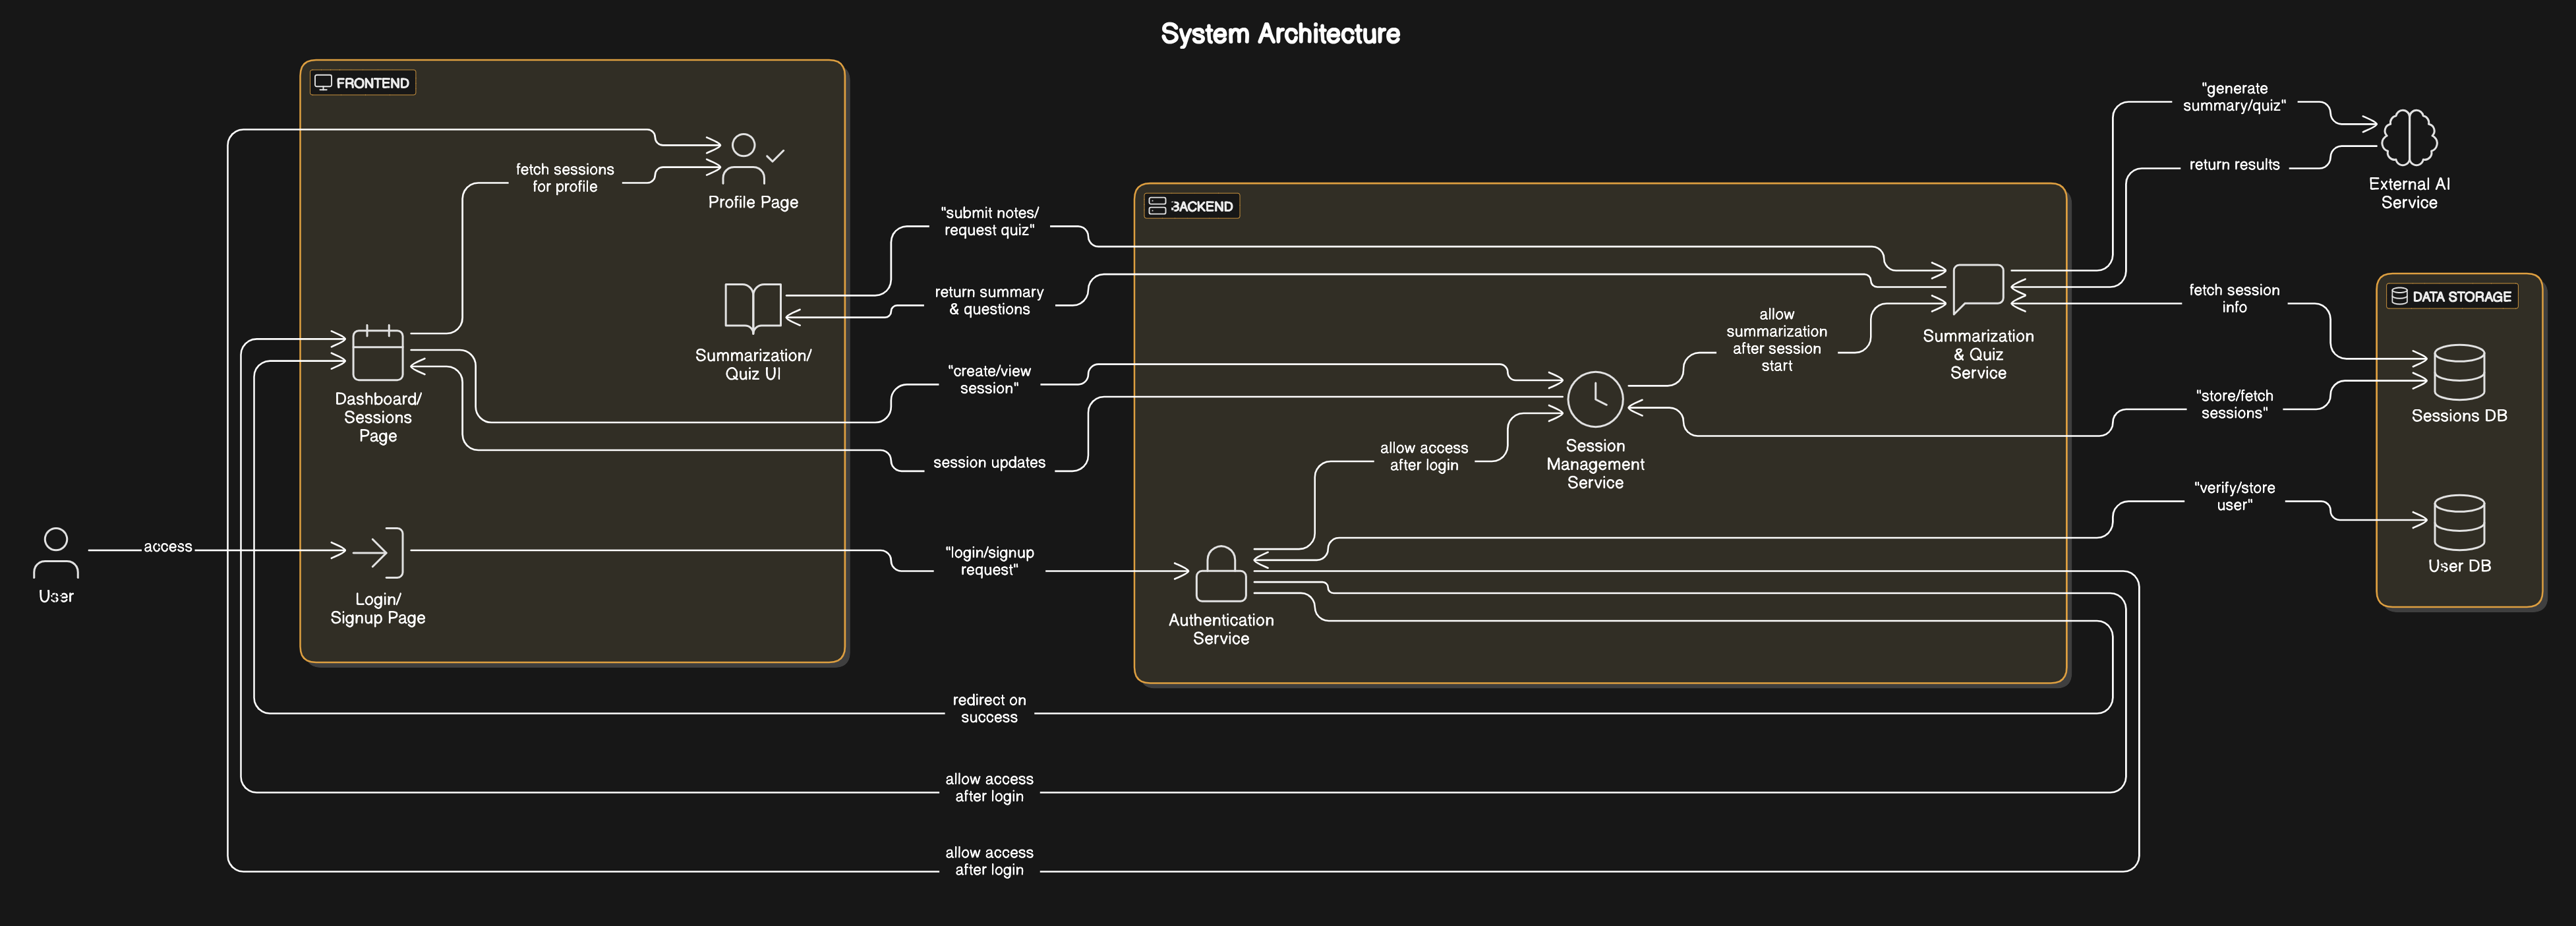 System Architecture
FRONTEND
fetch sessions
for profile
Profile Page
"submit notes/
request quiz"
return summary
& questions
Summarization/
Quiz UI
Dashboard/
Sessions
Page
"create/view
session"
session updates
User
access
Login/
Signup Page
"login/signup
request"
BACKEND
allow
summarization
after session
start
Summarization
& Quiz
Service
Session
Management
Service
allow access
after login
Authentication
Service
"generate
summary/quiz"
return results
External AI
Service
fetch session
info
DATA STORAGE
Sessions DB
"store/fetch
sessions"
"verify/store
user"
User DB
redirect on
success
allow access
after login
allow access
after login